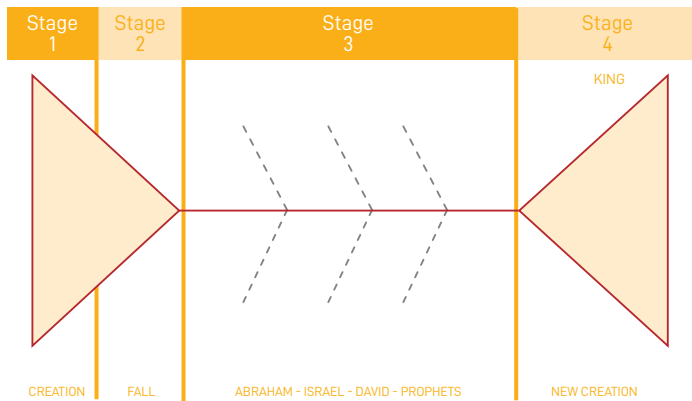 Stage
1
Stage
2
Stage
3
Stage
4
KING
CREATION
FALL
ABRAHAM - ISRAEL - DAVID - PROPHETS
NEW CREATION